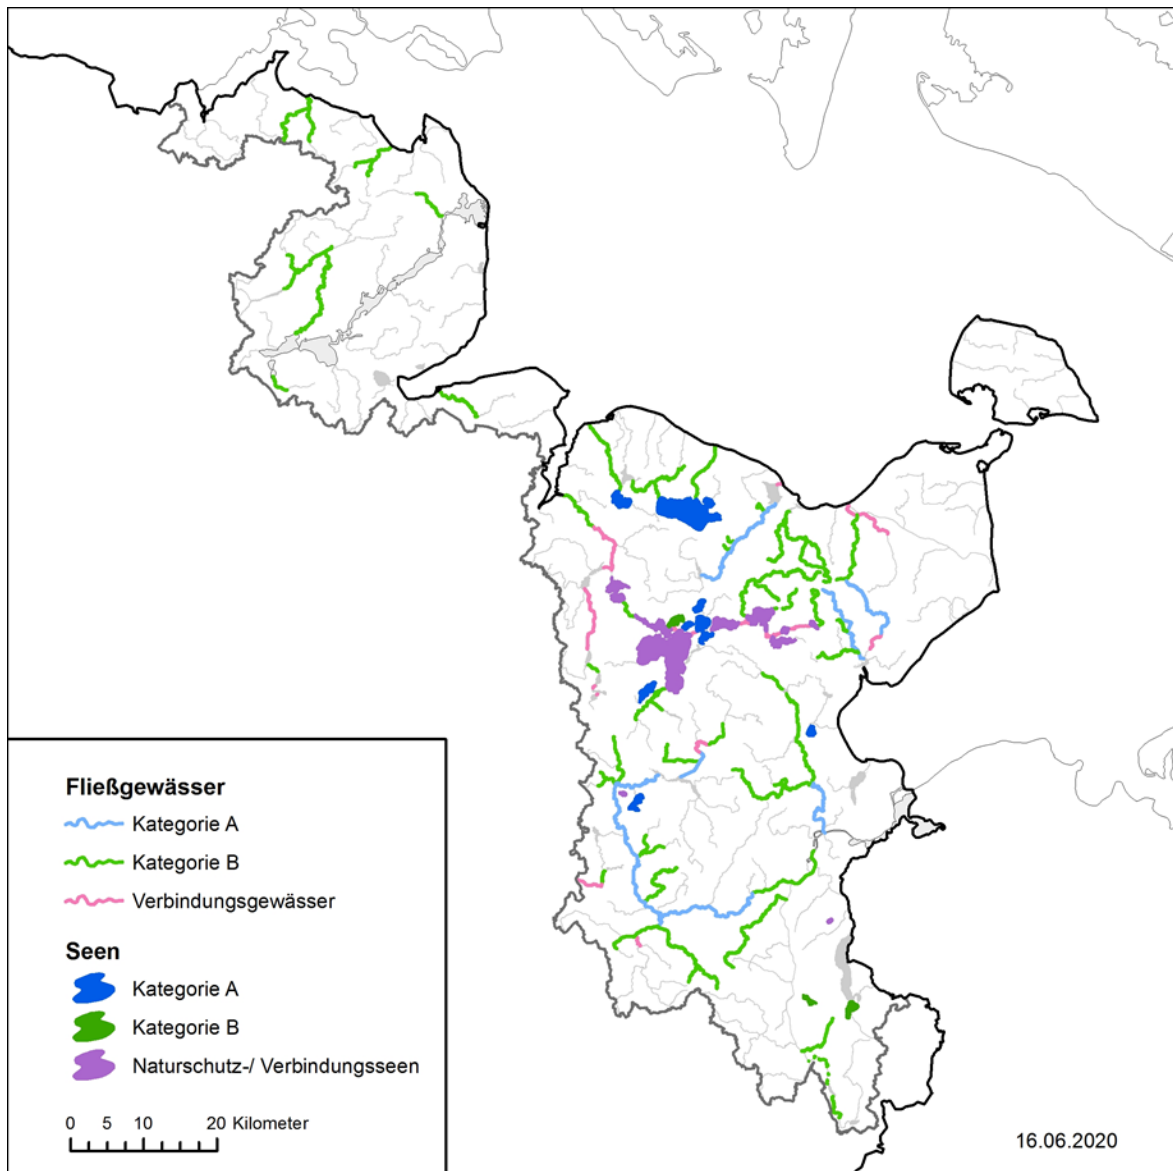 Fließgewässer
Kategorie A
Kategorie B
Verbindungsgewässer
Seen
Kategorie A
Kategorie B
Naturschutz-/ Verbindungsseen
0 5 10 20 Kilometer
16.06.2020